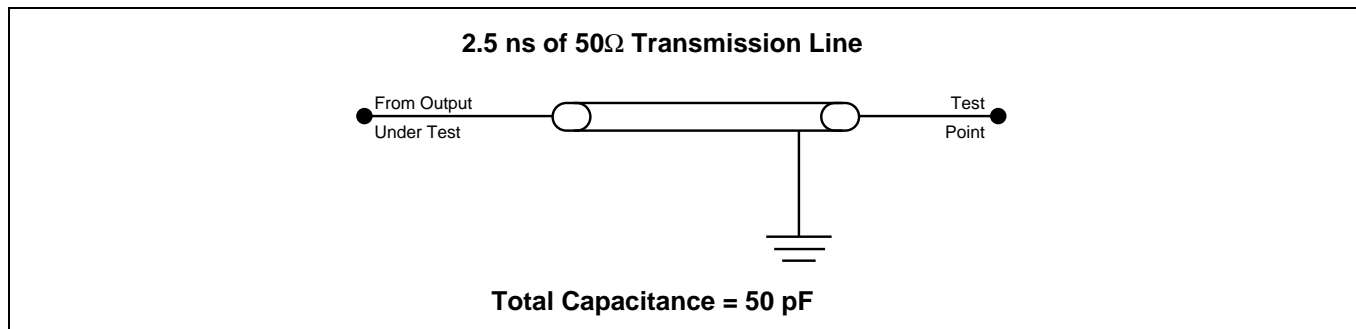 2.5 ns of 50Ω Transmission Line
From Output
Under Test
Test
Point
Total Capacitance = 50 pF